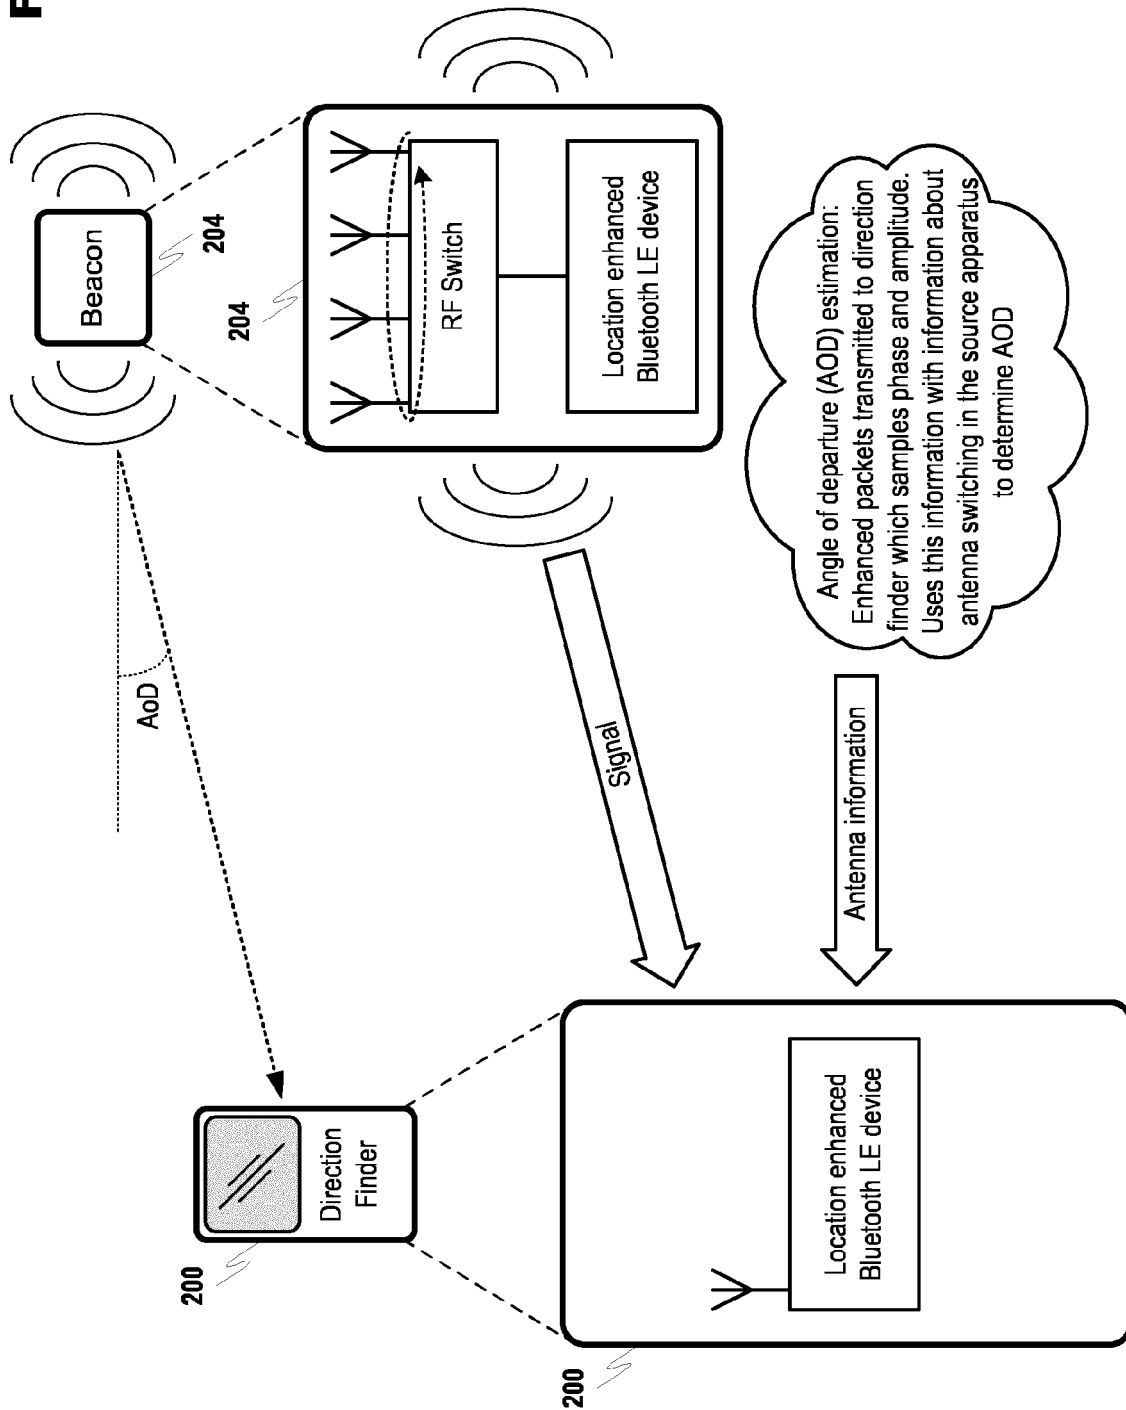 F
Beacon
204
AoD
200
Direction
Finder
204
RF Switch
Location enhanced
Bluetooth LE device
Signal
200
Location enhanced
Bluetooth LE device
Antenna information
Angle of departure (AOD) estimation:
Enhanced packets transmitted to direction
finder which samples phase and amplitude.
Uses this information with information about
antenna switching in the source apparatus
to determine AOD